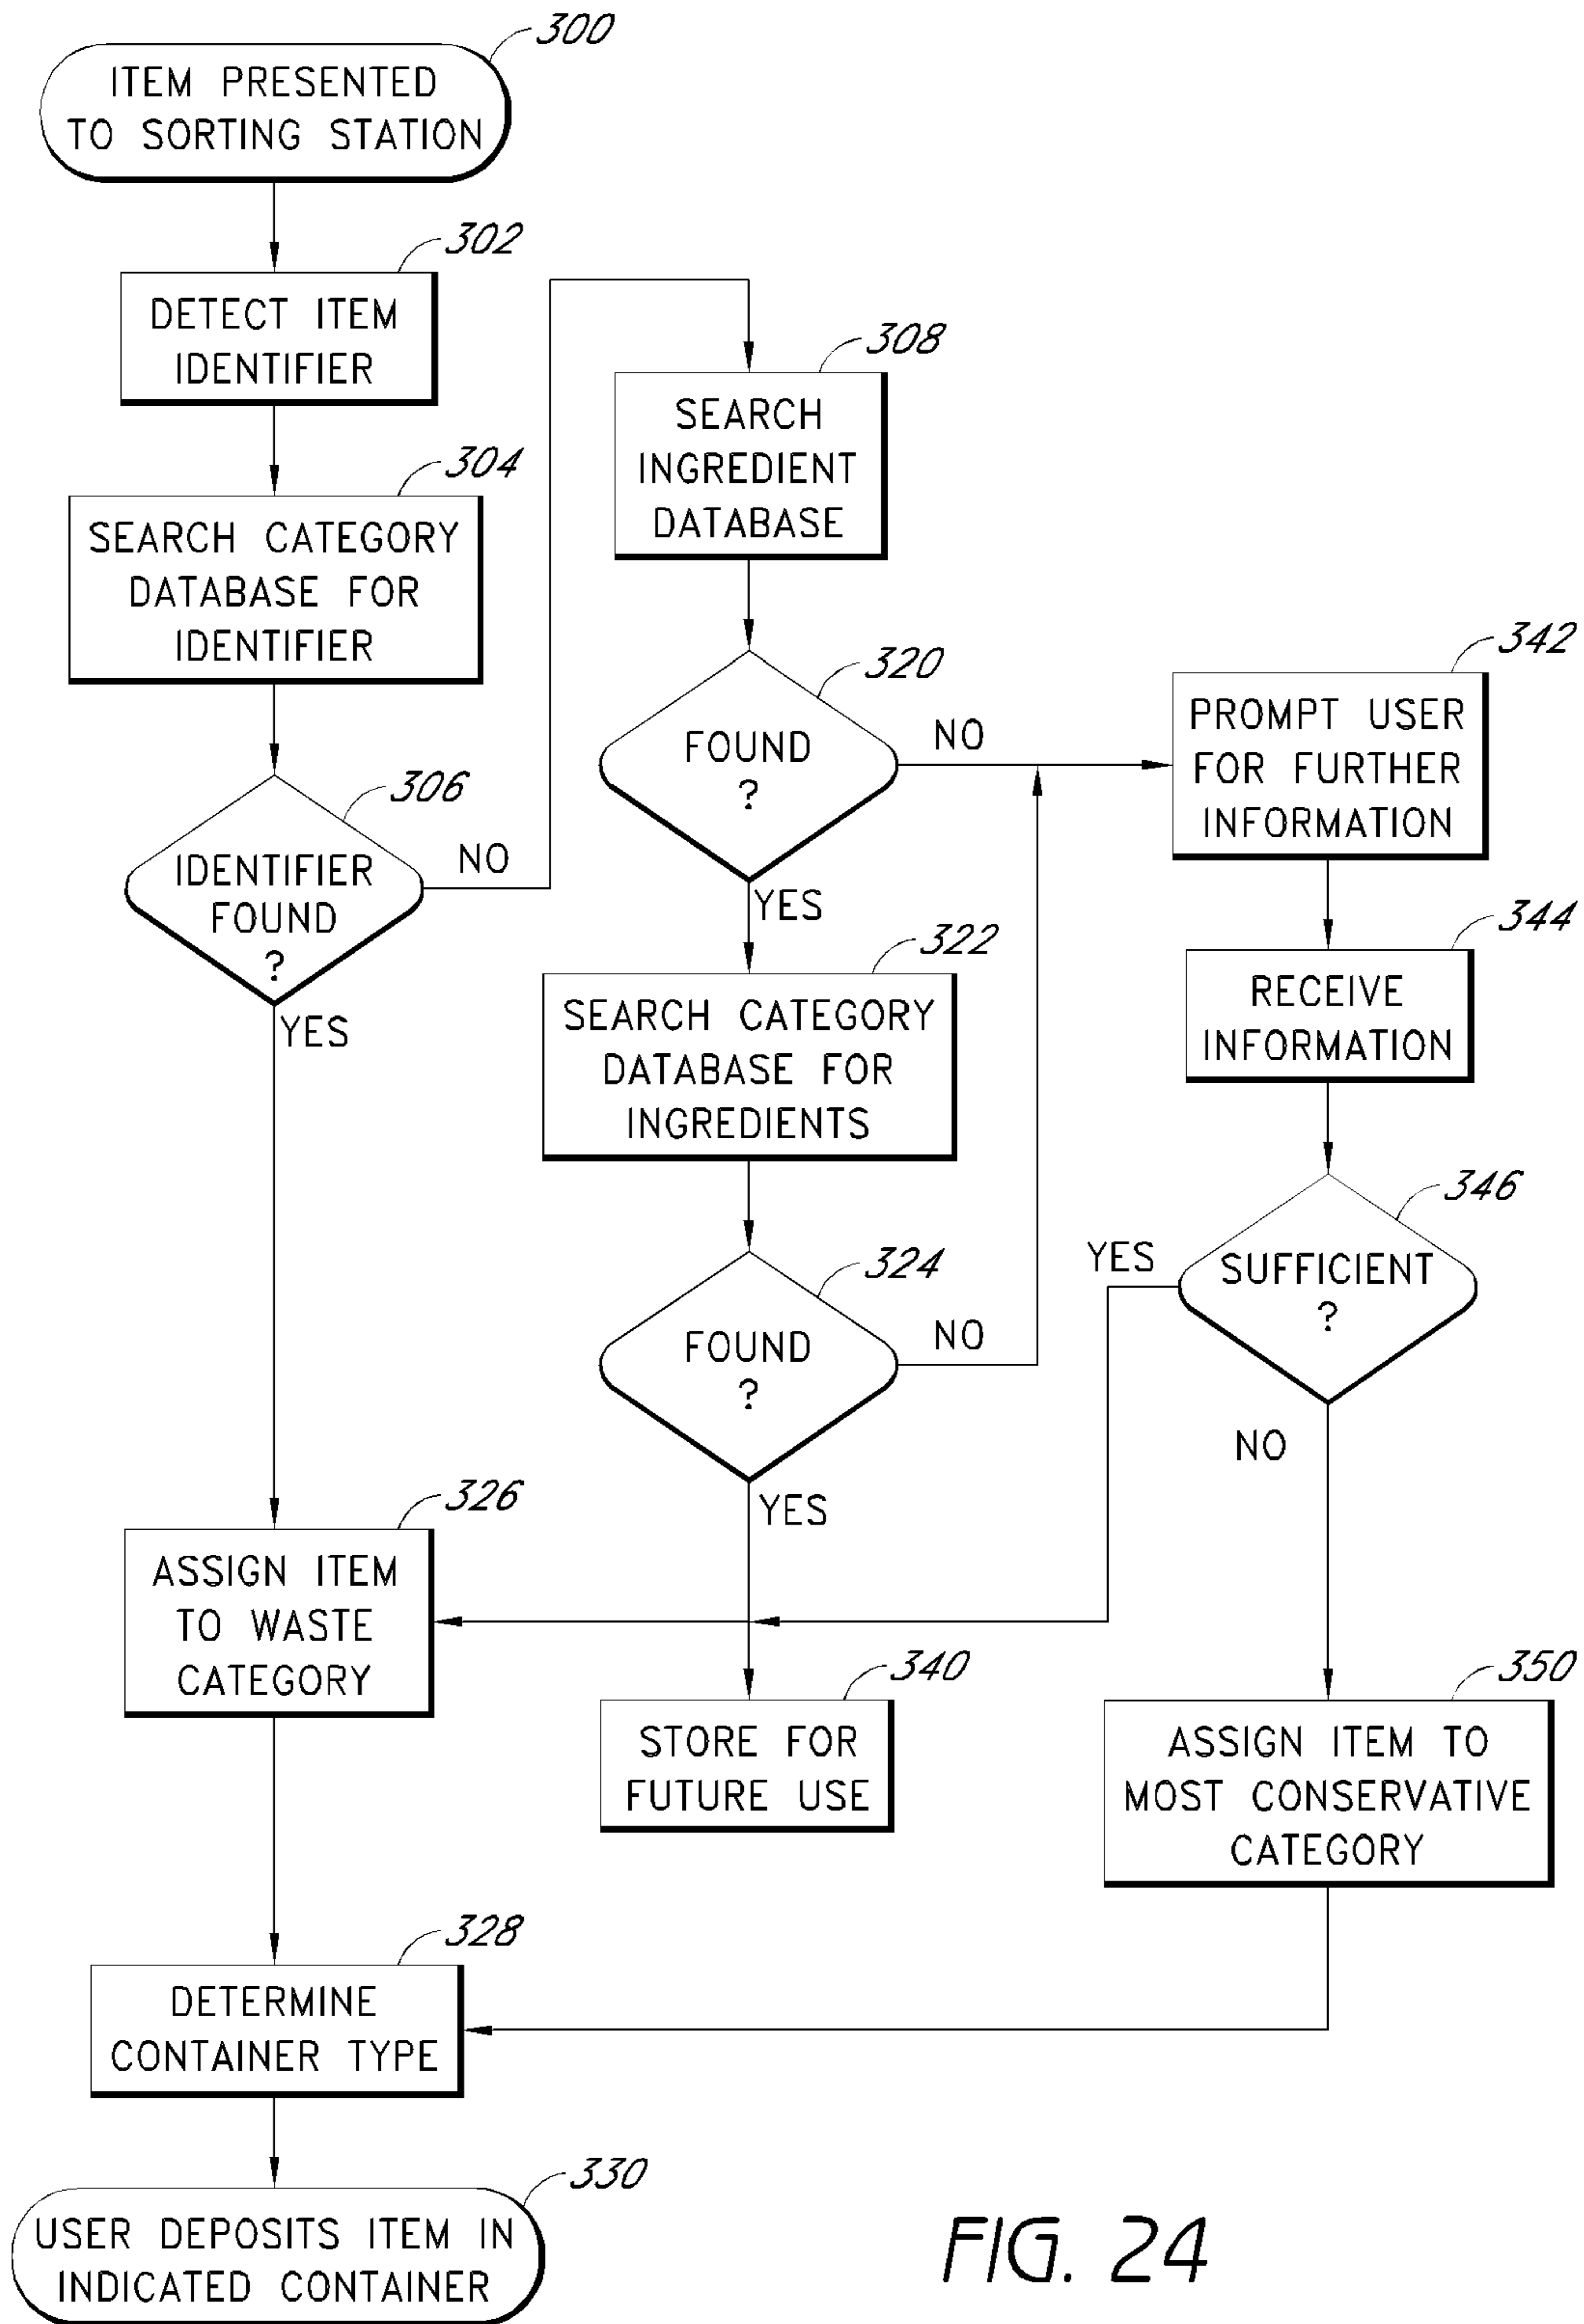 300
ITEM PRESENTED
TO SORTING STATION
302
DETECT ITEM
IDENTIFIER
304
SEARCH CATEGORY
DATABASE FOR
IDENTIFIER
306
IDENTIFIER
FOUND
?
NO
YES
308
SEARCH
INGREDIENT
DATABASE
320
FOUND
?
NO
YES
322
SEARCH CATEGORY
DATABASE FOR
INGREDIENTS
324
FOUND
?
NO
YES
342
PROMPT USER
FOR FURTHER
INFORMATION
344
RECEIVE
INFORMATION
346
SUFFICIENT
?
YES
NO
326
ASSIGN ITEM
TO WASTE
CATEGORY
340
STORE FOR
FUTURE USE
350
ASSIGN ITEM TO
MOST CONSERVATIVE
CATEGORY
328
DETERMINE
CONTAINER TYPE
330
USER DEPOSITS ITEM IN
INDICATED CONTAINER
FIG. 24